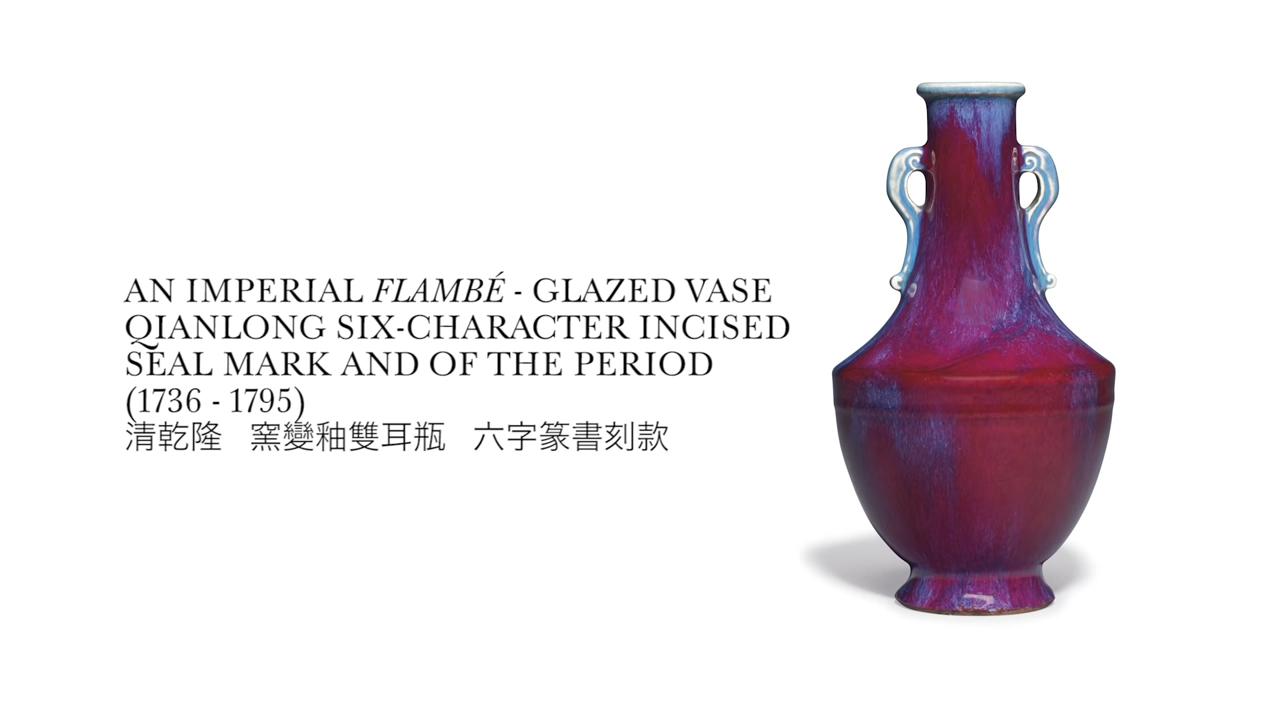 AN IMPERIAL FLAMBÉ - GLAZED VASE
QIANLONG SIX-CHARACTER INCISED
SEAL MARK AND OF THE PERIOD
(1736 - 1795)
清乾隆 窯變釉雙耳瓶 六字篆書刻款